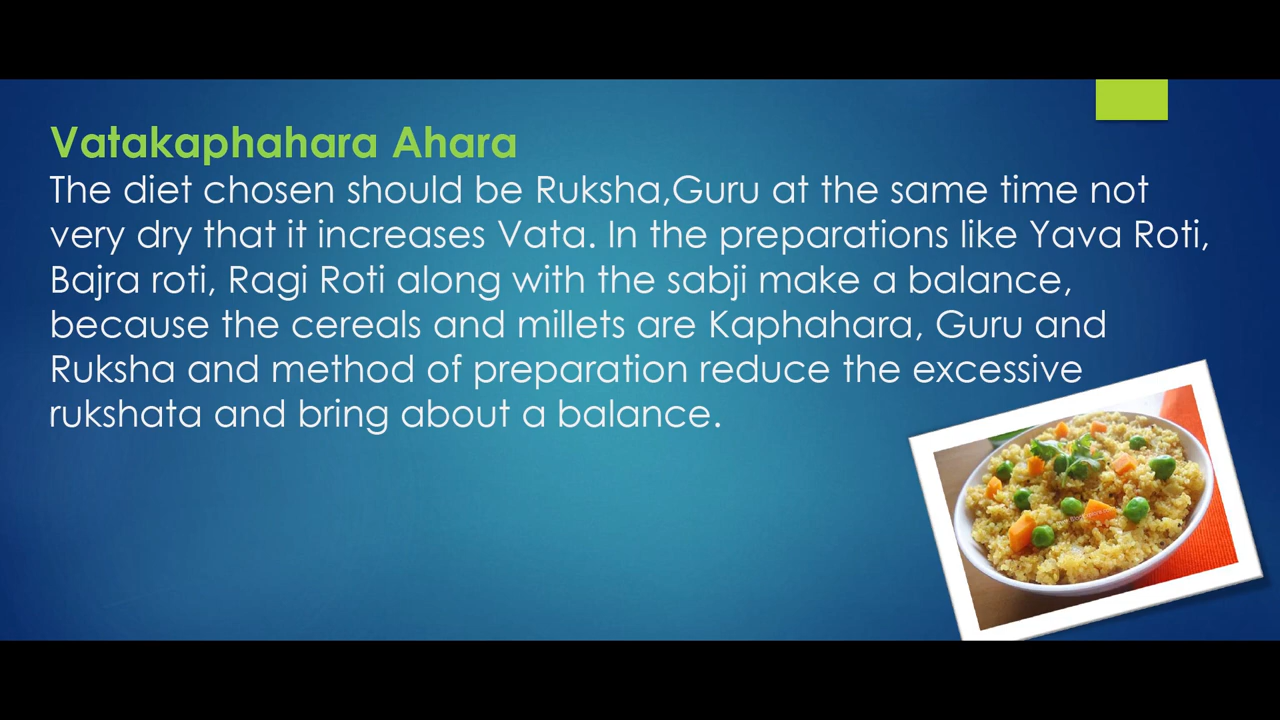 Vatakaphahara Ahara
The diet chosen should be Ruksha,Guru at the same time not
very dry that it increases Vata. In the preparations like Yava Roti,
Bajra roti, Ragi Roti along with the sabji make a balance,
because the cereals and millets are Kaphahara, Guru and
Ruksha and method of preparation reduce the excessive
rukshata and bring about a balance.